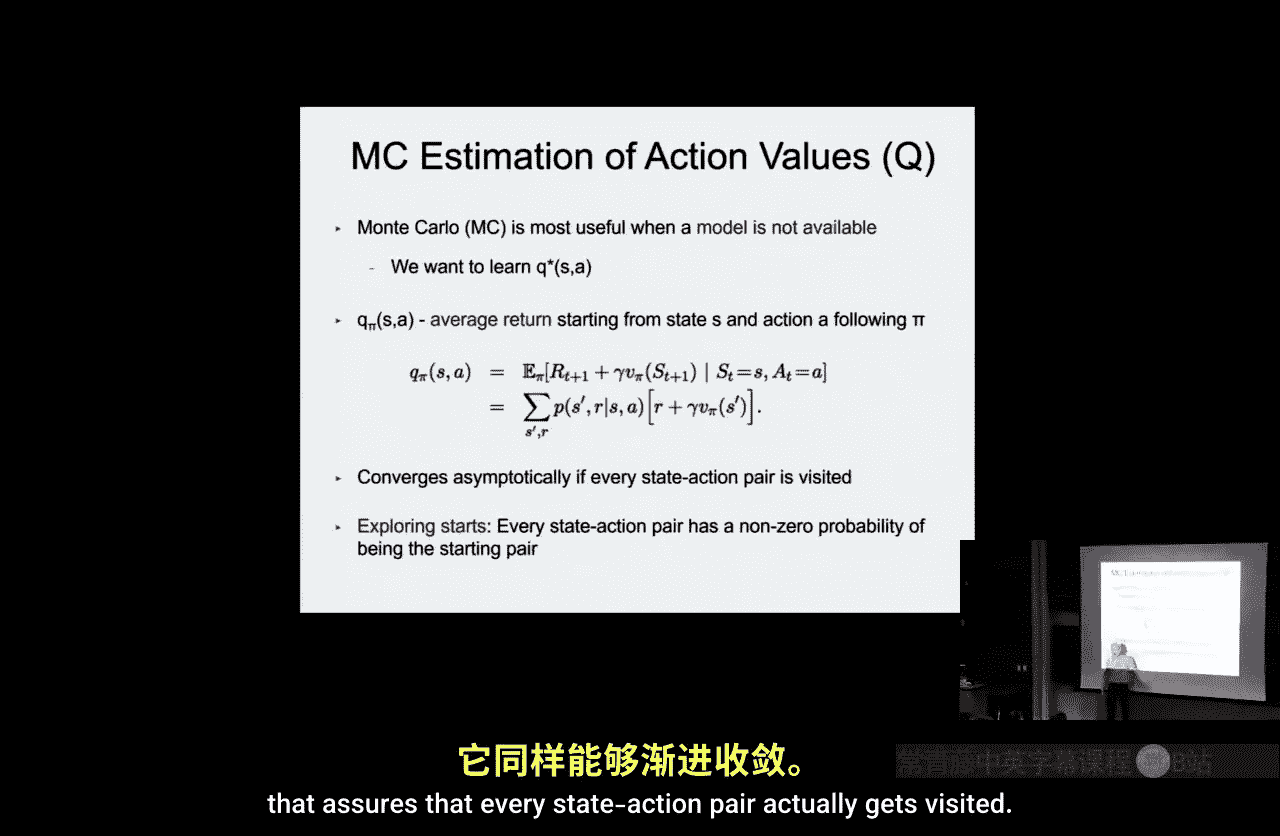 MC Estimation of Action Values (Q)
▸ Monte Carlo (MC) is most useful when a model is not available
- We want to learn q*(s,a)
▸ qπ(s,a) - average return starting from state s and action a following π
qπ(s, a) = 𝔼π[Rt+1 + γvπ(St+1) | St=s, At=a]
= ∑s′,r p(s′, r|s, a)[r + γvπ(s′)].
▸ Converges asymptotically if every state-action pair is visited
▸ Exploring starts: Every state-action pair has a non-zero probability of
being the starting pair
它同样能够渐进收敛。
that assures that every state-action pair actually gets visited.